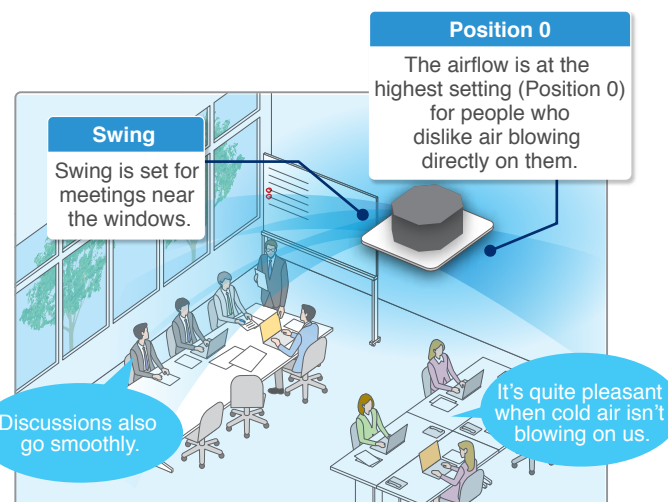 Position 0
The airflow is at the
highest setting (Position 0)
for people who
dislike air blowing
directly on them.
Swing
Swing is set for
meetings near
the windows.
Discussions also
go smoothly.
It's quite pleasant
when cold air isn't
blowing on us.